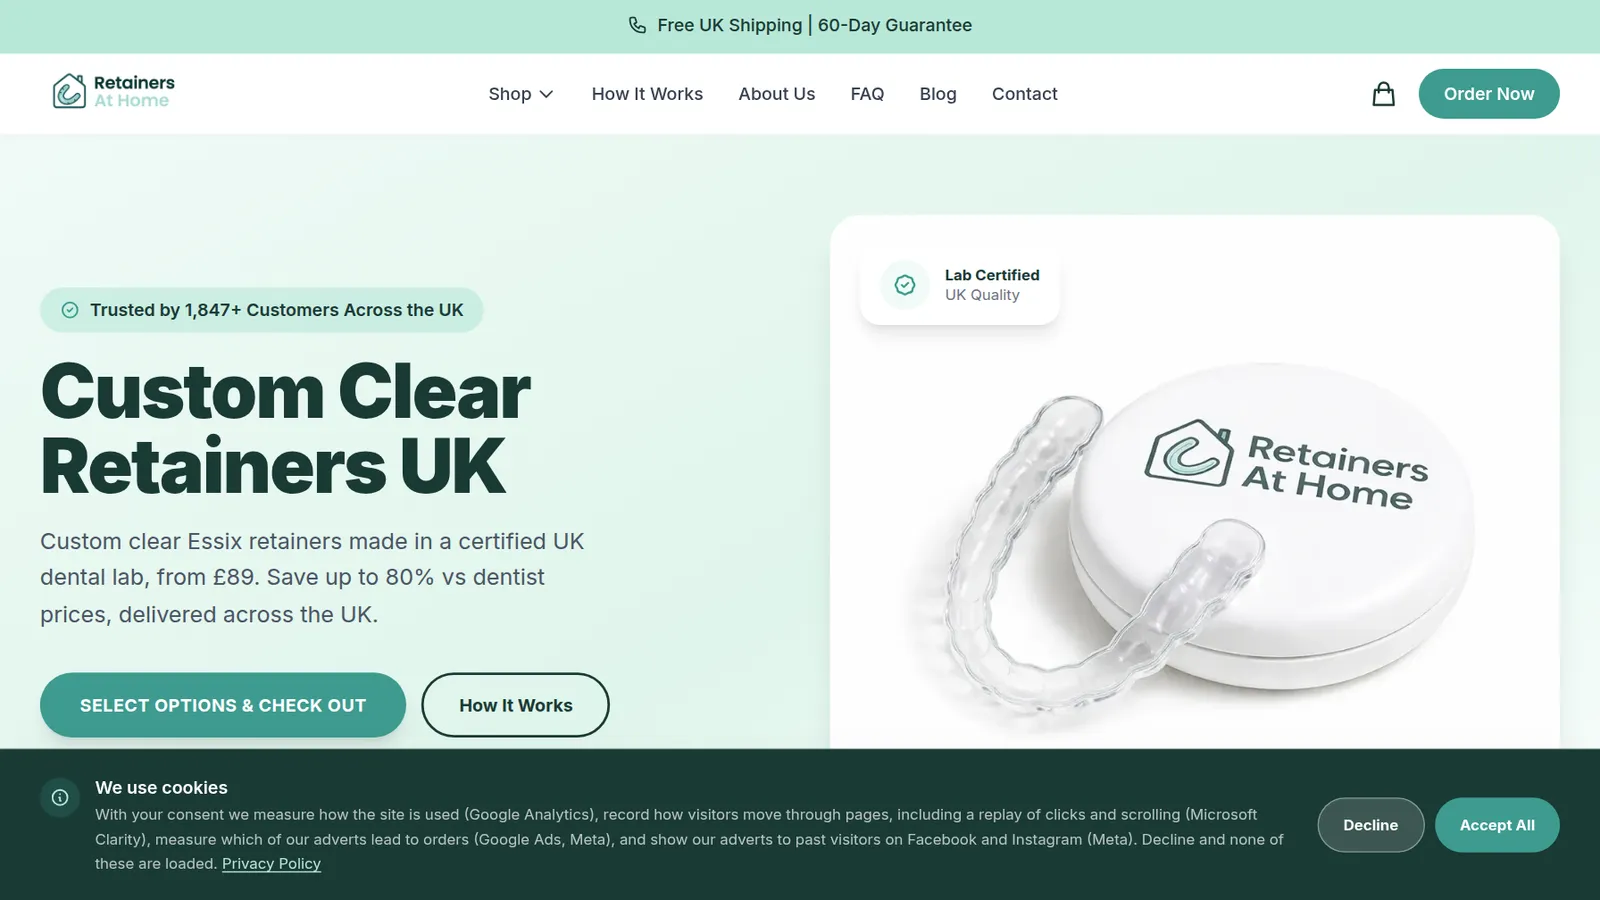 Free UK Shipping | 60-Day Guarantee
Retainers
At Home
Shop
How It Works
About Us
FAQ
Blog
Contact
Order Now
Trusted by 1,847+ Customers Across the UK
Custom Clear
Retainers UK
Custom clear Essix retainers made in a certified UK
dental lab, from £89. Save up to 80% vs dentist
prices, delivered across the UK.
SELECT OPTIONS & CHECK OUT
How It Works
Lab Certified
UK Quality
Retainers
At Home
We use cookies
With your consent we measure how the site is used (Google Analytics), record how visitors move through pages, including a replay of clicks and scrolling (Microsoft
Clarity), measure which of our adverts lead to orders (Google Ads, Meta), and show our adverts to past visitors on Facebook and Instagram (Meta). Decline and none of
these are loaded. Privacy Policy
Decline
Accept All